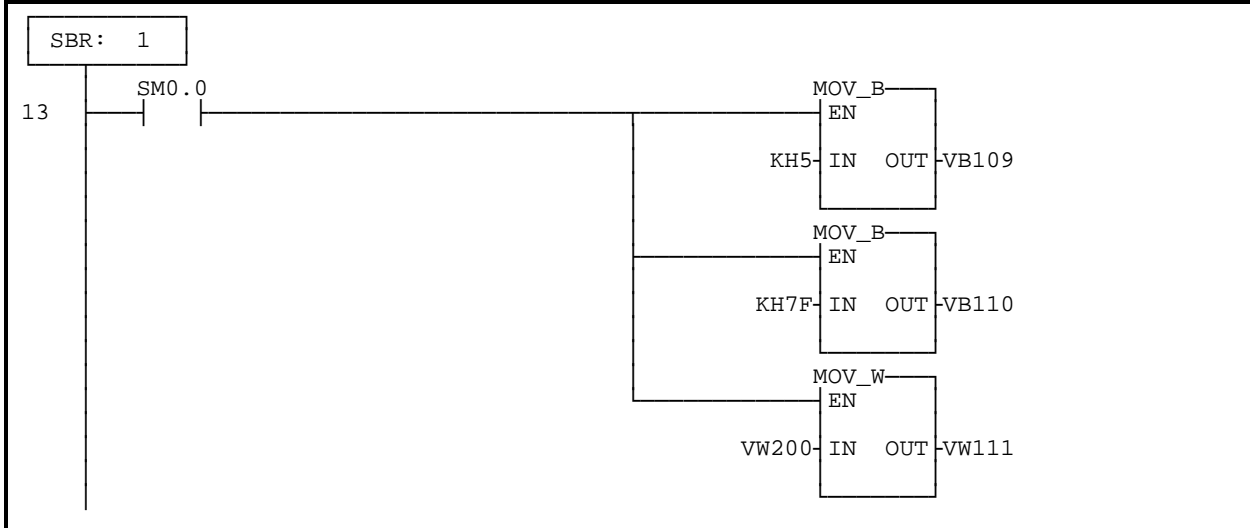 SBR: 1
SM0.0
MOV_B
13
EN
KH5 IN OUT VB109
MOV_B
EN
KH7F IN OUT VB110
MOV_W
EN
VW200 IN OUT VW111